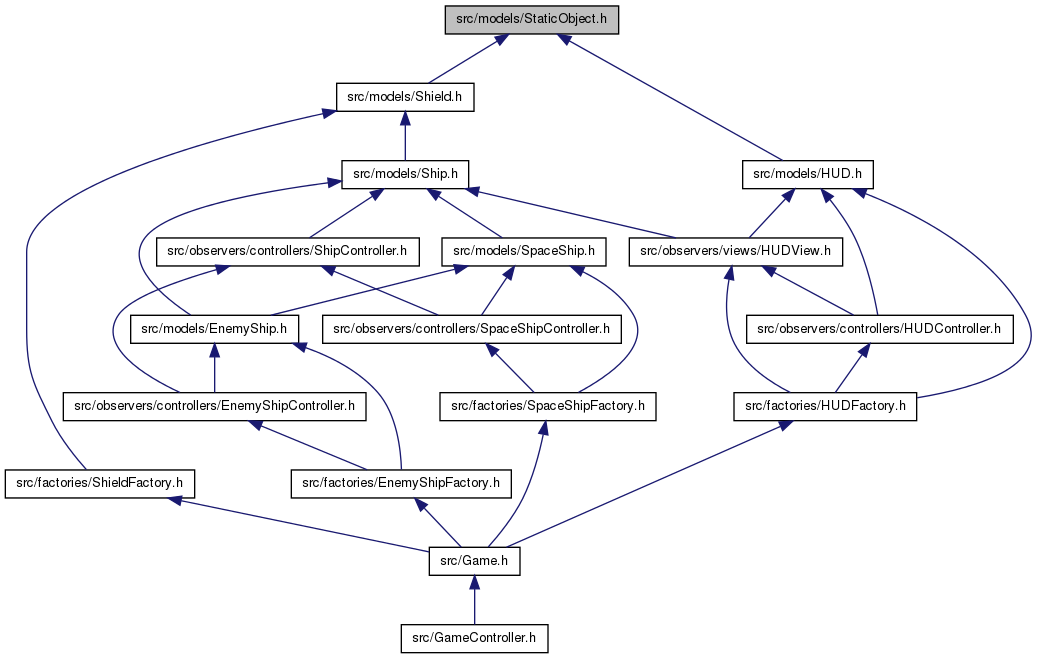 src/models/StaticObject.h
src/models/Shield.h
src/models/Ship.h
src/models/HUD.h
src/observers/controllers/ShipController.h
src/models/SpaceShip.h
src/observers/views/HUDView.h
src/models/EnemyShip.h
src/observers/controllers/SpaceShipController.h
src/observers/controllers/HUDController.h
src/observers/controllers/EnemyShipController.h
src/factories/SpaceShipFactory.h
src/factories/HUDFactory.h
src/factories/ShieldFactory.h
src/factories/EnemyShipFactory.h
src/Game.h
src/GameController.h